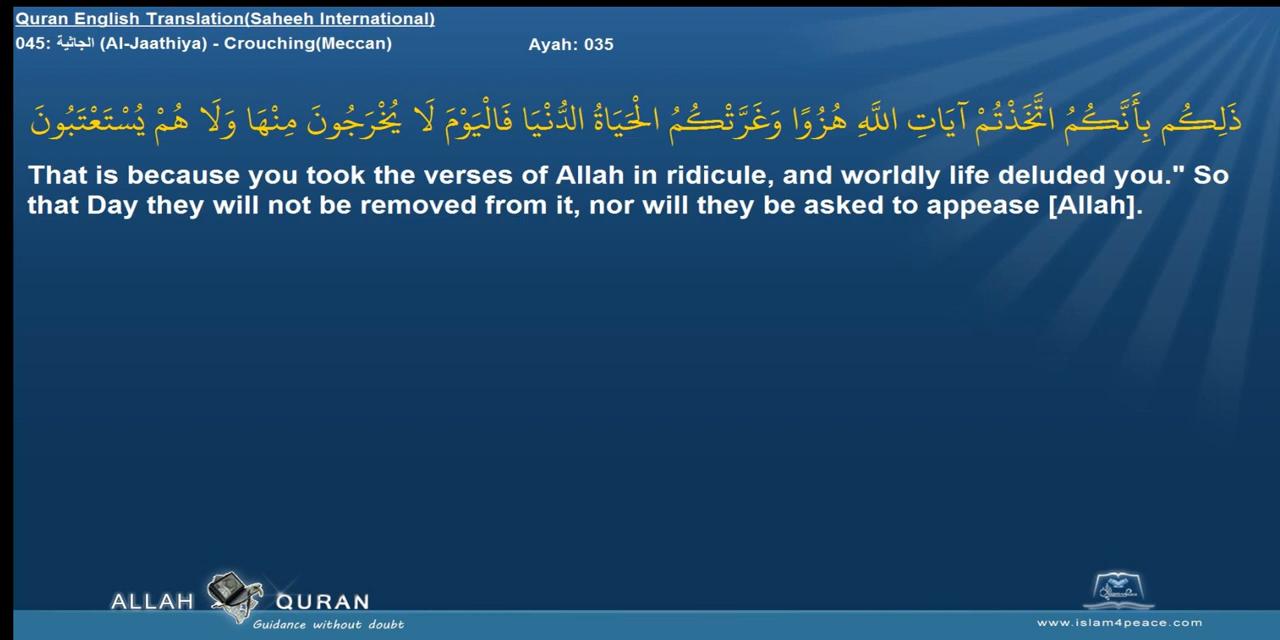 Quran English Translation(Saheeh International)
045: الجاثية (Al-Jaathiya) - Crouching(Meccan) Ayah: 035
ذَلِكُم بِأَنَّكُمُ اتَّخَذْتُمْ آيَاتِ اللَّهِ هُزُوًا وَغَرَّتْكُمُ الْحَيَاةُ الدُّنْيَا فَالْيَوْمَ لَا يُخْرَجُونَ مِنْهَا وَلَا هُمْ يُسْتَعْتَبُونَ
That is because you took the verses of Allah in ridicule, and worldly life deluded you." So
that Day they will not be removed from it, nor will they be asked to appease [Allah].
ALLAH QURAN
Guidance without doubt
www.islam4peace.com